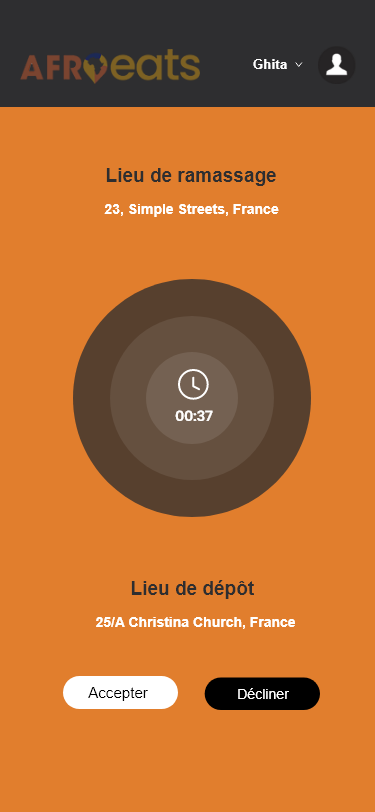 AFROeats
Ghita
Lieu de ramassage
23, Simple Streets, France
00:37
Lieu de dépôt
25/A Christina Church, France
Accepter
Décliner